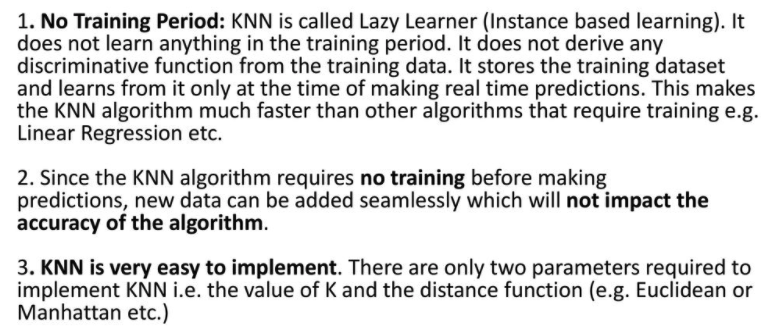 1. No Training Period: KNN is called Lazy Learner (Instance based learning). It
does not learn anything in the training period. It does not derive any
discriminative function from the training data. It stores the training dataset
and learns from it only at the time of making real time predictions. This makes
the KNN algorithm much faster than other algorithms that require training e.g.
Linear Regression etc.
2. Since the KNN algorithm requires no training before making
predictions, new data can be added seamlessly which will not impact the
accuracy of the algorithm.
3. KNN is very easy to implement. There are only two parameters required to
implement KNN i.e. the value of K and the distance function (e.g. Euclidean or
Manhattan etc.)